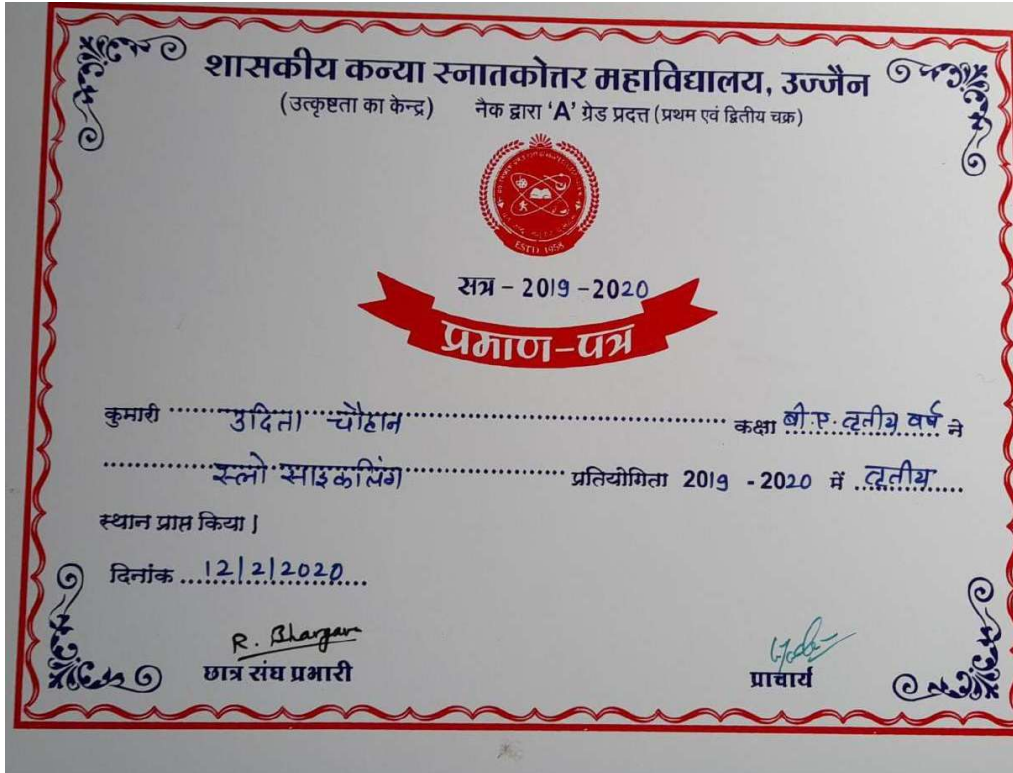 शासकीय कन्या स्नातकोत्तर महाविद्यालय, उज्जैन
(उत्कृष्टता का केन्द्र) नैक द्वारा 'A' ग्रेड प्रदत्त (प्रथम एवं द्वितीय चक्र)
ESTD 1958
सत्र - 2019 - 2020
प्रमाण-पत्र
कुमारी उदिता चौहान कक्षा बी.ए. तृतीय वर्ष ने
स्लो साइकलिंग प्रतियोगिता 2019 - 2020 में तृतीय
स्थान प्राप्त किया।
दिनांक 12/2/2020
R. Bhargava
छात्र संघ प्रभारी
प्राचार्य